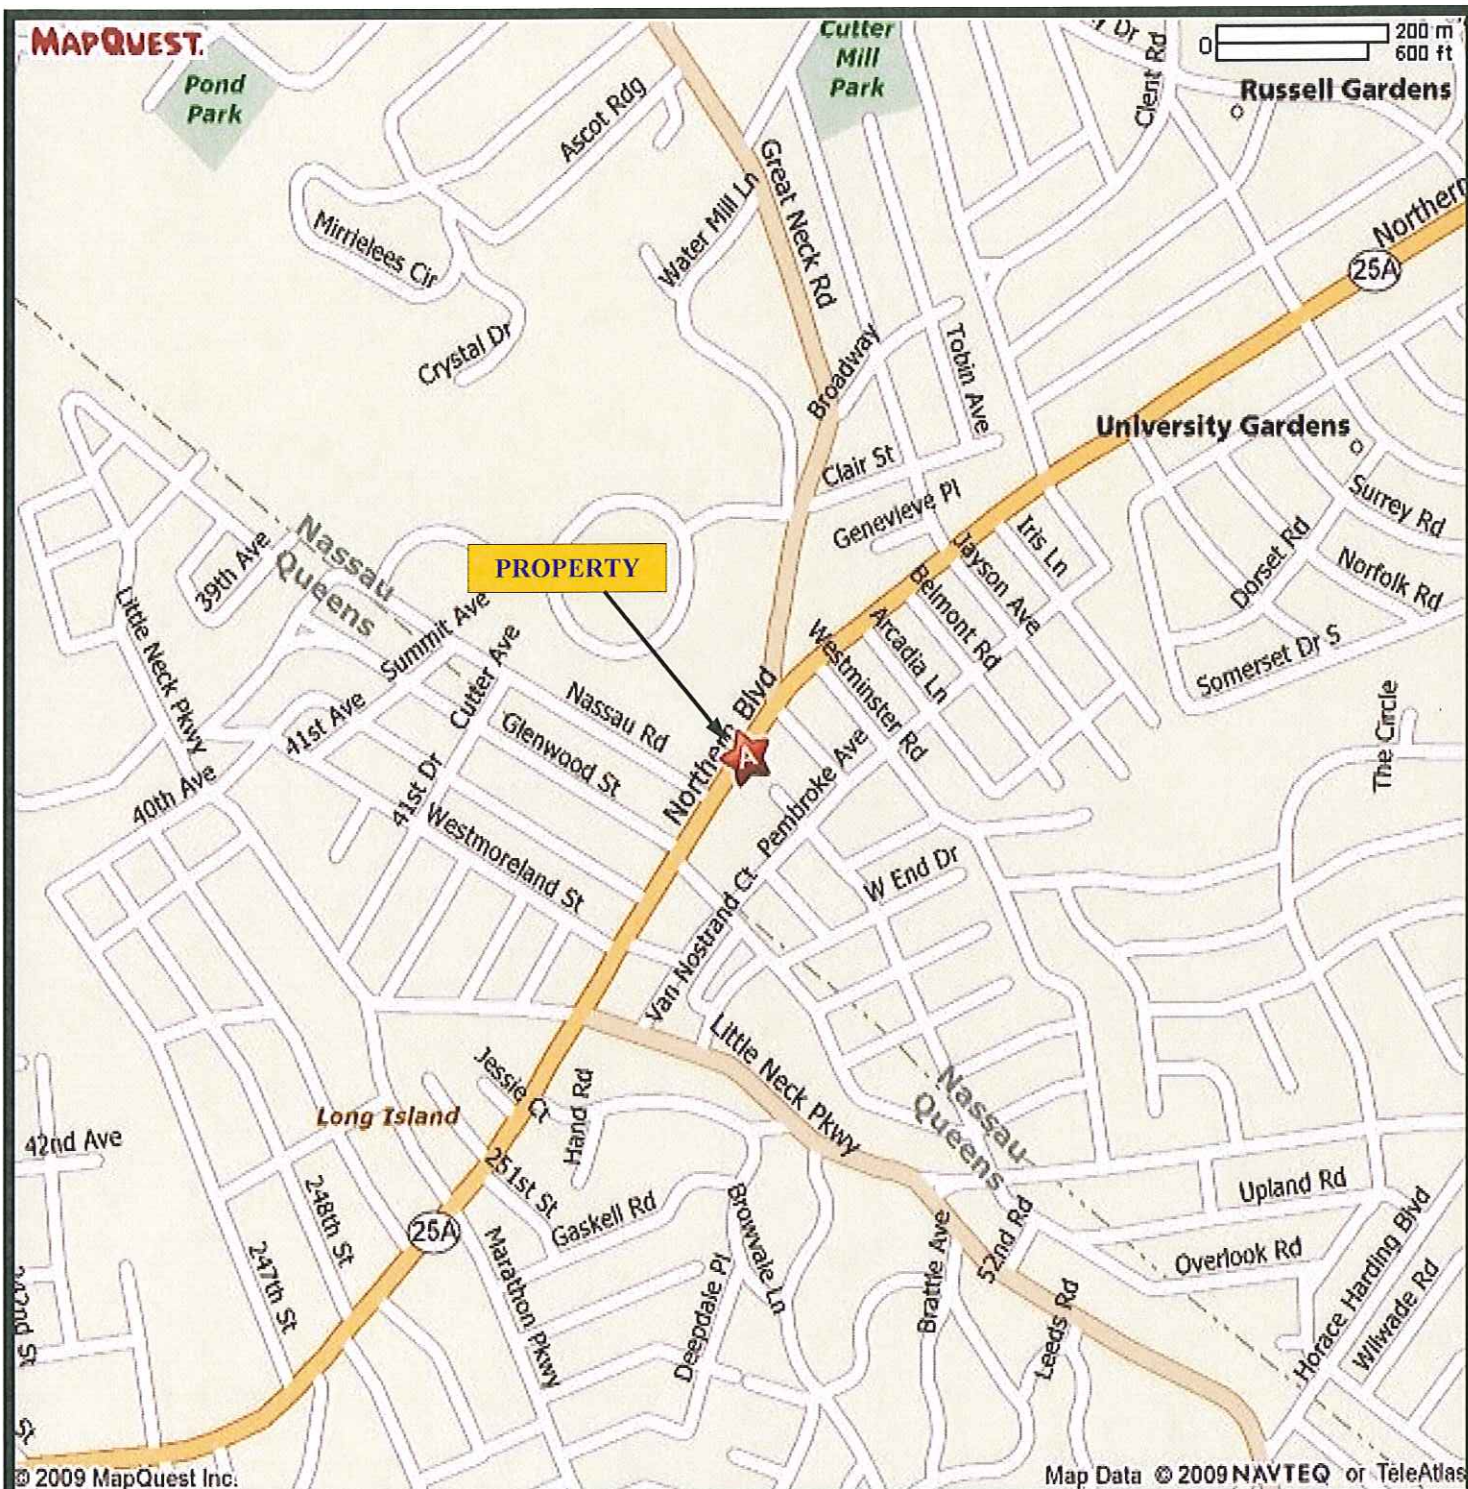 MAPQUEST.
Pond
Park
Cutter
Mill
Park
Dr
Clent Rd
0
200 m
600 ft
Russell Gardens
Ascot Rdg
Great Neck Rd
Water Mill Ln
Mirrielees Cir
Crystal Dr
Northern
25A
Broadway
Tobin Ave
University Gardens
Clair St
Genevieve Pl
Surrey Rd
Iris Ln
Jayson Ave
Dorset Rd
Norfolk Rd
39th Ave
Nassau
Queens
PROPERTY
Belmont Rd
Arcadia Ln
Westminster Rd
Somerset Dr S
Little Neck Pkwy
Summit Ave
Cutter Ave
Nassau Rd
41st Ave
Glenwood St
Northern Blvd
A
The Circle
40th Ave
41st Dr
Westmoreland St
Pembroke Ave
W End Dr
Van Nostrand Ct
Little Neck Pkwy
Jessie Ct
Hand Rd
Nassau
Queens
Long Island
42nd Ave
251st St
248th St
247th St
25A
Gaskell Rd
Marathon Pkwy
Browvale Ln
Deepdale Pl
Brattle Ave
52nd Rd
Leeds Rd
Upland Rd
Overlook Rd
Horace Harding Blvd
Wilwade Rd
St
© 2009 MapQuest Inc.
Map Data © 2009 NAVTEQ or TeleAtlas